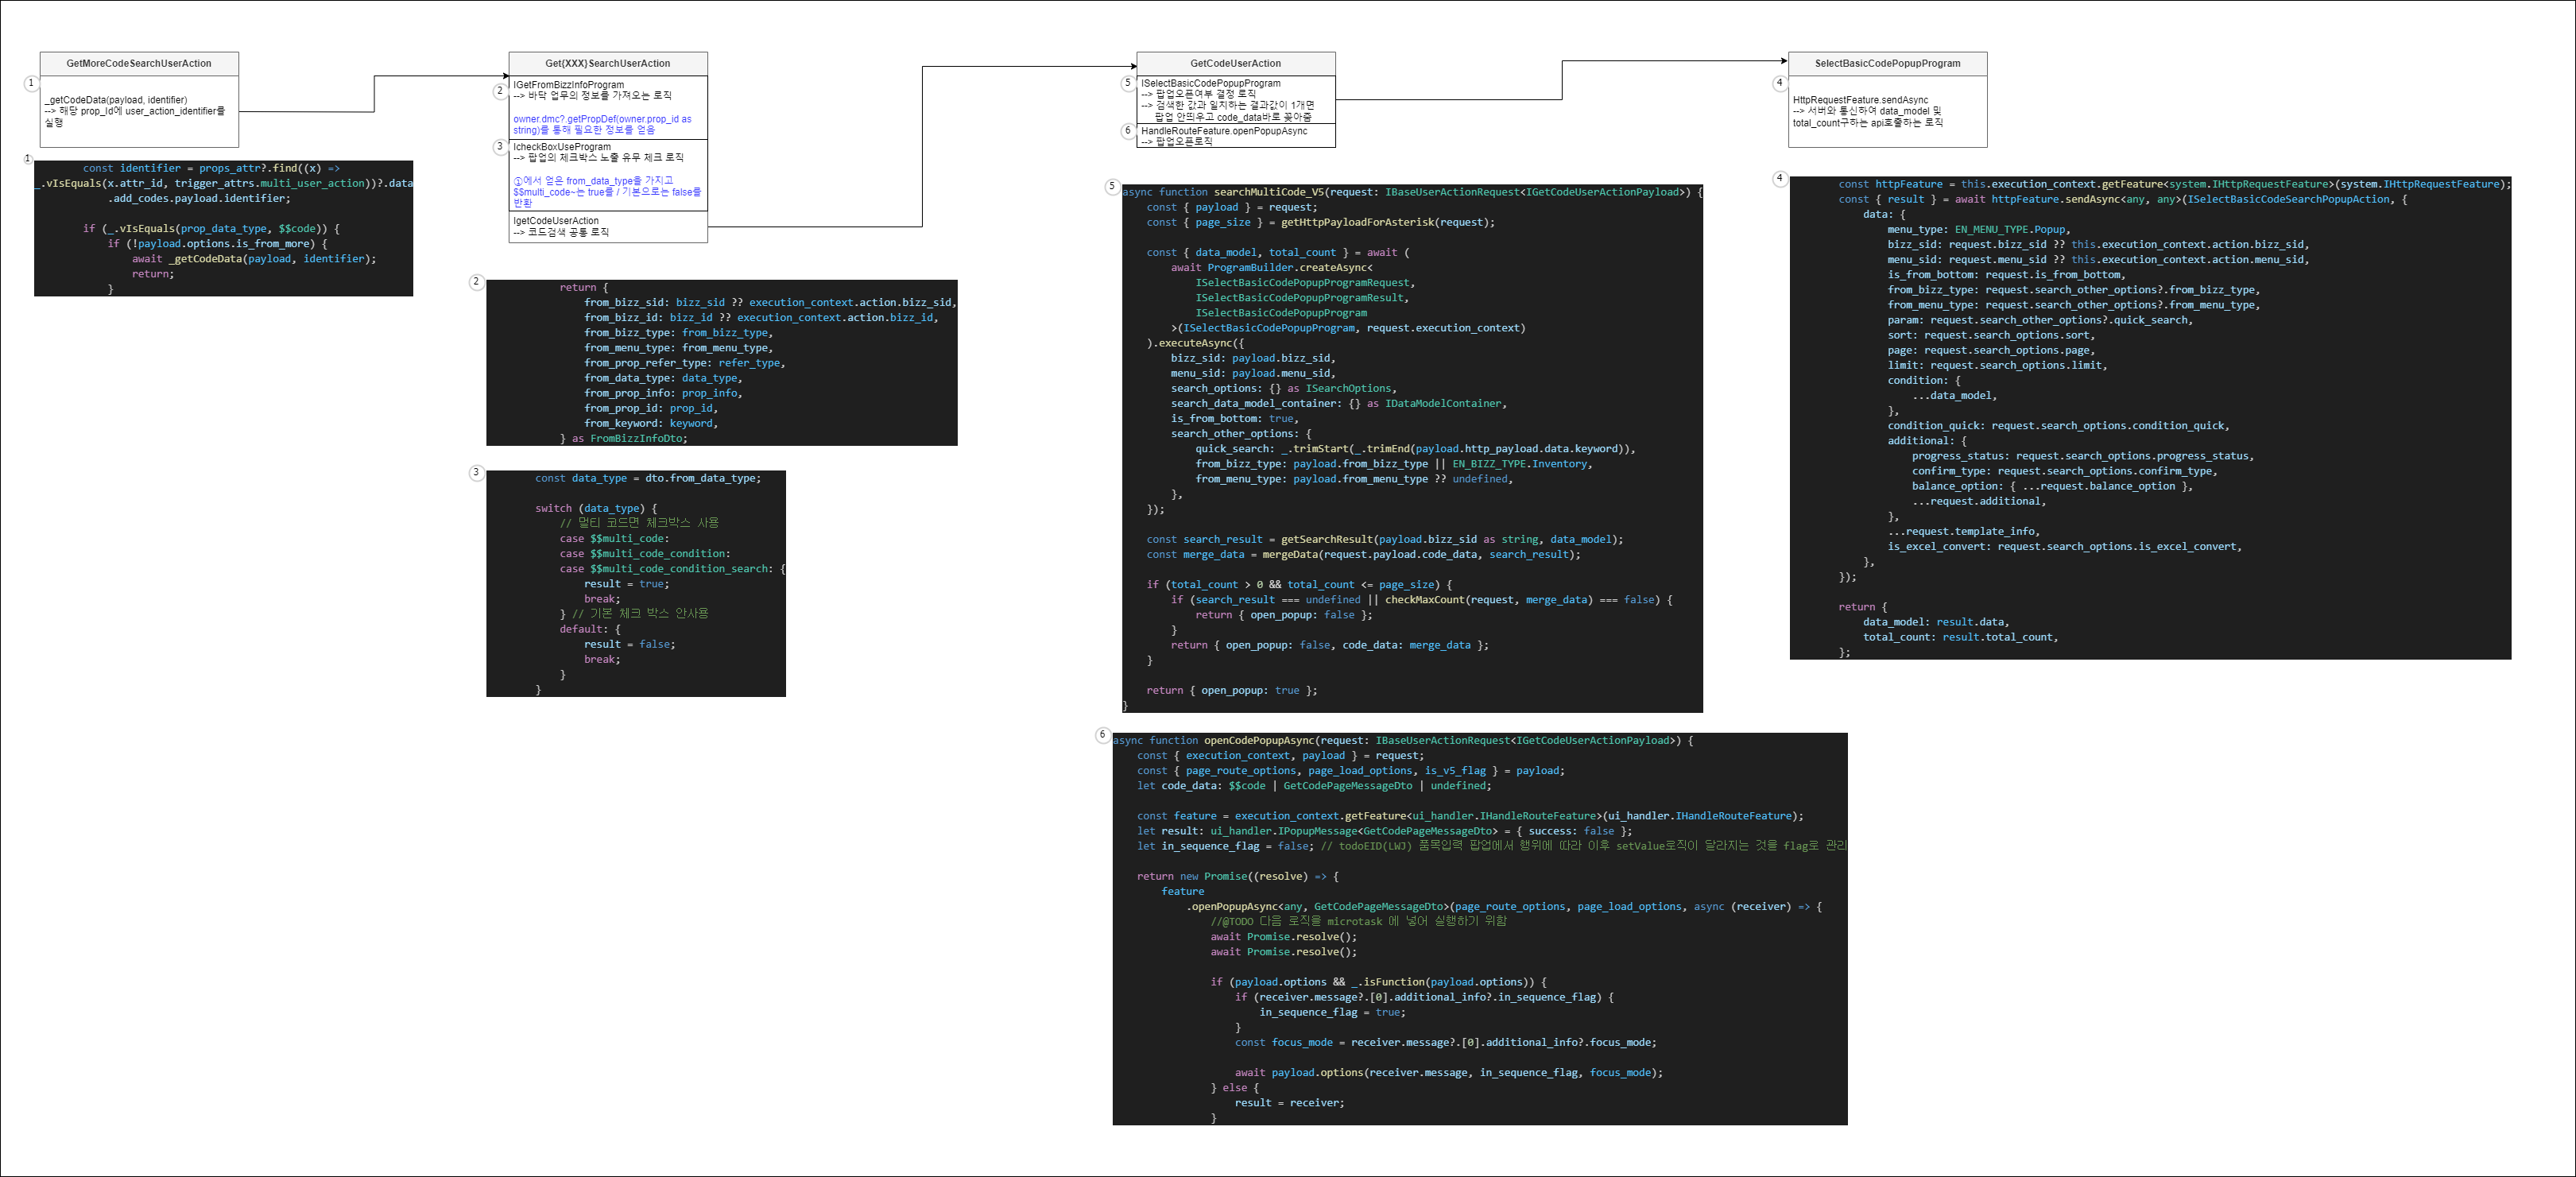 GetMoreCodeSearchUserAction
1
_getCodeData(payload, identifier)
--> 해당 prop_Id에 user_action_identifier를
실행
Get{XXX}SearchUserAction
2
IGetFromBizzInfoProgram
--> 바닥 업무의 정보를 가져오는 로직
owner.dmc?.getPropDef(owner.prop_id as
string)를 통해 필요한 정보를 얻음
3
IcheckBoxUseProgram
--> 팝업의 체크박스 노출 유무 체크 로직
①에서 얻은 from_data_type을 가지고
$$multi_code~는 true를 / 기본으로는 false를
반환
IgetCodeUserAction
--> 코드검색 공통 로직
GetCodeUserAction
5
ISelectBasicCodePopupProgram
--> 팝업오픈여부 결정 로직
--> 검색한 값과 일치하는 결과값이 1개면
팝업 안띄우고 code_data바로 꽂아줌
6
HandleRouteFeature.openPopupAsync
--> 팝업오픈로직
SelectBasicCodePopupProgram
4
HttpRequestFeature.sendAsync
--> 서버와 통신하여 data_model 및
total_count구하는 api호출하는 로직
1
const identifier = props_attr?.find((x) =>
_.vIsEquals(x.attr_id, trigger_attrs.multi_user_action))?.data
.add_codes.payload.identifier;
if (_.vIsEquals(prop_data_type, $$code)) {
if (!payload.options.is_from_more) {
await _getCodeData(payload, identifier);
return;
}
2
return {
from_bizz_sid: bizz_sid ?? execution_context.action.bizz_sid,
from_bizz_id: bizz_id ?? execution_context.action.bizz_id,
from_bizz_type: from_bizz_type,
from_menu_type: from_menu_type,
from_prop_refer_type: refer_type,
from_data_type: data_type,
from_prop_info: prop_info,
from_prop_id: prop_id,
from_keyword: keyword,
} as FromBizzInfoDto;
3
const data_type = dto.from_data_type;
switch (data_type) {
// 멀티 코드면 체크박스 사용
case $$multi_code:
case $$multi_code_condition:
case $$multi_code_condition_search: {
result = true;
break;
} // 기본 체크 박스 안사용
default: {
result = false;
break;
}
}
5
async function searchMultiCode_V5(request: IBaseUserActionRequest<IGetCodeUserActionPayload>) {
const { payload } = request;
const { page_size } = getHttpPayloadForAsterisk(request);
const { data_model, total_count } = await (
await ProgramBuilder.createAsync<
ISelectBasicCodePopupProgramRequest,
ISelectBasicCodePopupProgramResult,
ISelectBasicCodePopupProgram
>(ISelectBasicCodePopupProgram, request.execution_context)
).executeAsync({
bizz_sid: payload.bizz_sid,
menu_sid: payload.menu_sid,
search_options: {} as ISearchOptions,
search_data_model_container: {} as IDataModelContainer,
is_from_bottom: true,
search_other_options: {
quick_search: _.trimStart(_.trimEnd(payload.http_payload.data.keyword)),
from_bizz_type: payload.from_bizz_type || EN_BIZZ_TYPE.Inventory,
from_menu_type: payload.from_menu_type ?? undefined,
},
});
const search_result = getSearchResult(payload.bizz_sid as string, data_model);
const merge_data = mergeData(request.payload.code_data, search_result);
if (total_count > 0 && total_count <= page_size) {
if (search_result === undefined || checkMaxCount(request, merge_data) === false) {
return { open_popup: false };
}
return { open_popup: false, code_data: merge_data };
}
return { open_popup: true };
}
4
const httpFeature = this.execution_context.getFeature<system.IHttpRequestFeature>(system.IHttpRequestFeature);
const { result } = await httpFeature.sendAsync<any, any>(ISelectBasicCodeSearchPopupAction, {
data: {
menu_type: EN_MENU_TYPE.Popup,
bizz_sid: request.bizz_sid ?? this.execution_context.action.bizz_sid,
menu_sid: request.menu_sid ?? this.execution_context.action.menu_sid,
is_from_bottom: request.is_from_bottom,
from_bizz_type: request.search_other_options?.from_bizz_type,
from_menu_type: request.search_other_options?.from_menu_type,
param: request.search_other_options?.quick_search,
sort: request.search_options.sort,
page: request.search_options.page,
limit: request.search_options.limit,
condition: {
...data_model,
},
condition_quick: request.search_options.condition_quick,
additional: {
progress_status: request.search_options.progress_status,
confirm_type: request.search_options.confirm_type,
balance_option: { ...request.balance_option },
...request.additional,
},
...request.template_info,
is_excel_convert: request.search_options.is_excel_convert,
},
});
return {
data_model: result.data,
total_count: result.total_count,
};
6
async function openCodePopupAsync(request: IBaseUserActionRequest<IGetCodeUserActionPayload>) {
const { execution_context, payload } = request;
const { page_route_options, page_load_options, is_v5_flag } = payload;
let code_data: $$code | GetCodePageMessageDto | undefined;
const feature = execution_context.getFeature<ui_handler.IHandleRouteFeature>(ui_handler.IHandleRouteFeature);
let result: ui_handler.IPopupMessage<GetCodePageMessageDto> = { success: false };
let in_sequence_flag = false; // todoEID(LWJ) 품목입력 팝업에서 행위에 따라 이후 setValue로직이 달라지는 것을 flag로 관리
return new Promise((resolve) => {
feature
.openPopupAsync<any, GetCodePageMessageDto>(page_route_options, page_load_options, async (receiver) => {
//@TODO 다음 로직을 microtask 에 넣어 실행하기 위함
await Promise.resolve();
await Promise.resolve();
if (payload.options && _.isFunction(payload.options)) {
if (receiver.message?.[0].additional_info?.in_sequence_flag) {
in_sequence_flag = true;
}
const focus_mode = receiver.message?.[0].additional_info?.focus_mode;
await payload.options(receiver.message, in_sequence_flag, focus_mode);
} else {
result = receiver;
}